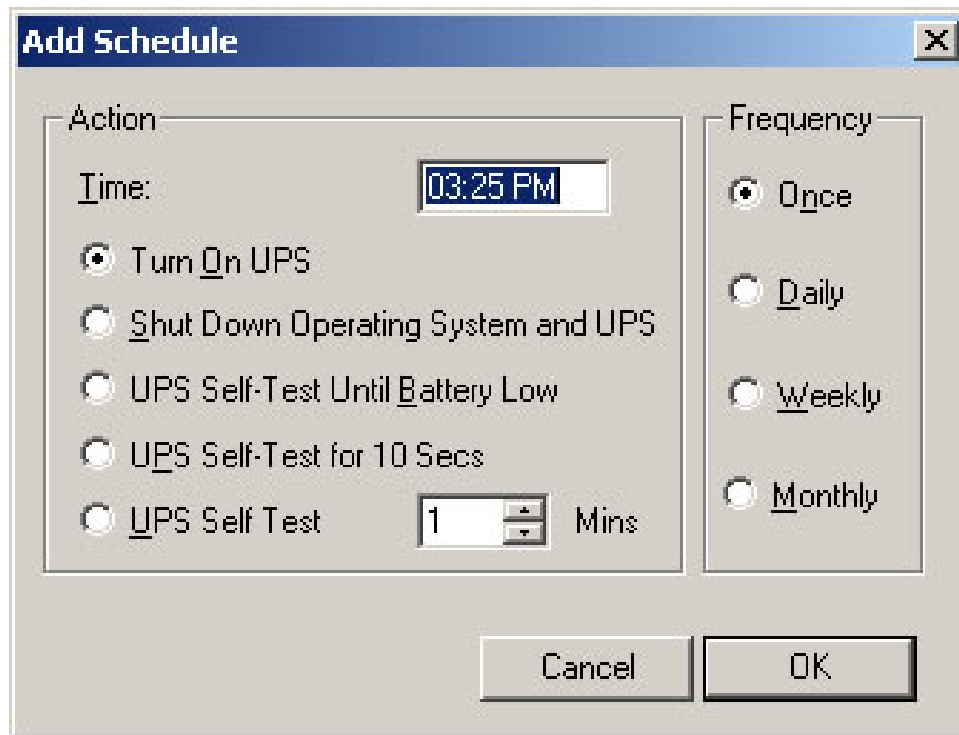 Add Schedule
Action
Time:
03:25 PM
Turn On UPS
Shut Down Operating System and UPS
UPS Self-Test Until Battery Low
UPS Self-Test for 10 Secs
UPS Self Test
1
Mins
Frequency
Once
Daily
Weekly
Monthly
Cancel
OK